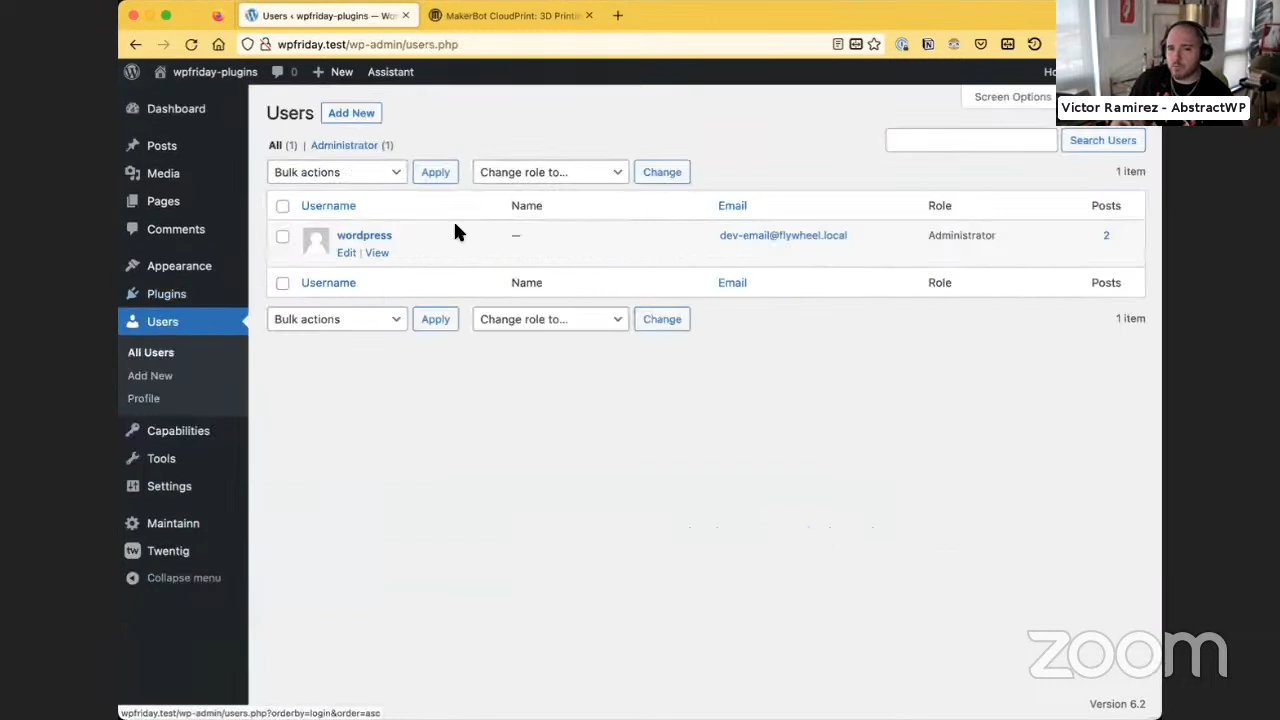 Users ‹ wpfriday-plugins — Wo
MakerBot CloudPrint: 3D Printi
wpfriday.test/wp-admin/users.php
wpfriday-plugins
0
New
Assistant
Ho
Victor Ramirez - AbstractWP
Dashboard
Posts
Media
Pages
Comments
Appearance
Plugins
Users
All Users
Add New
Profile
Capabilities
Tools
Settings
Maintainn
tw Twentig
Collapse menu
Screen Options
Users Add New
All (1) | Administrator (1)
Search Users
Bulk actions Apply Change role to... Change 1 item
Username Name Email Role Posts
wordpress — dev-email@flywheel.local Administrator 2
Edit | View
Username Name Email Role Posts
Bulk actions Apply Change role to... Change 1 item
zoom
Version 6.2
wpfriday.test/wp-admin/users.php?orderby=login&order=asc